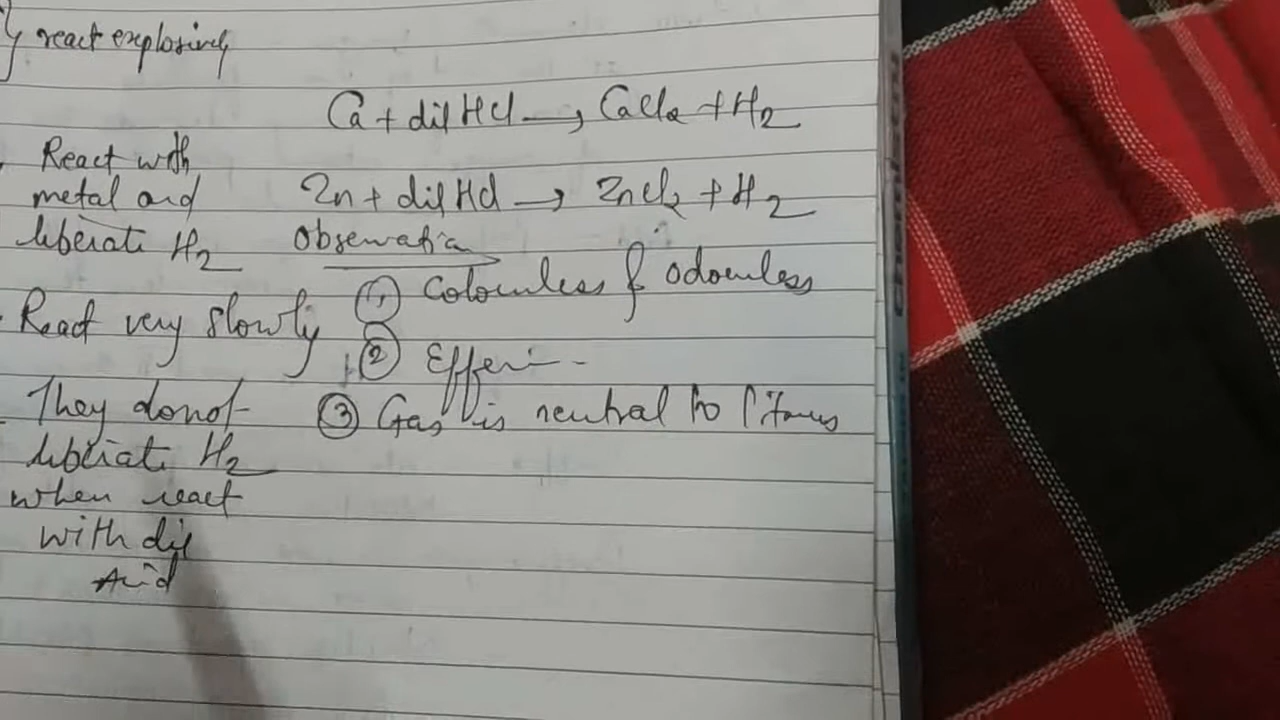 react explosively
Ca + dil HCl → CaCl2 + H2
React with
metal and
liberate H2
Zn + dil HCl → ZnCl2 + H2
Observation
① Colourless & odourless
React very slowly
② Efferi--
They donot
liberate H2
when react
with dil
Acid
③ Gas is neutral to litmus